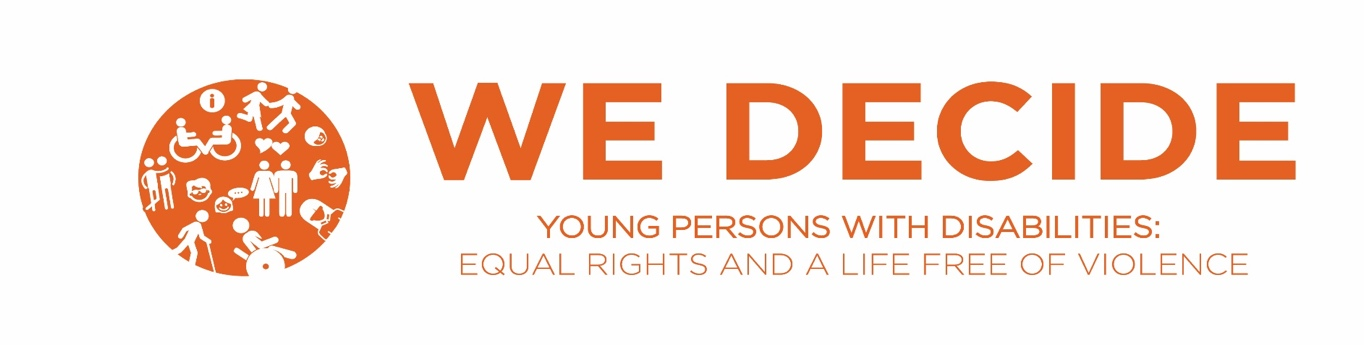 WE DECIDE
YOUNG PERSONS WITH DISABILITIES:
EQUAL RIGHTS AND A LIFE FREE OF VIOLENCE